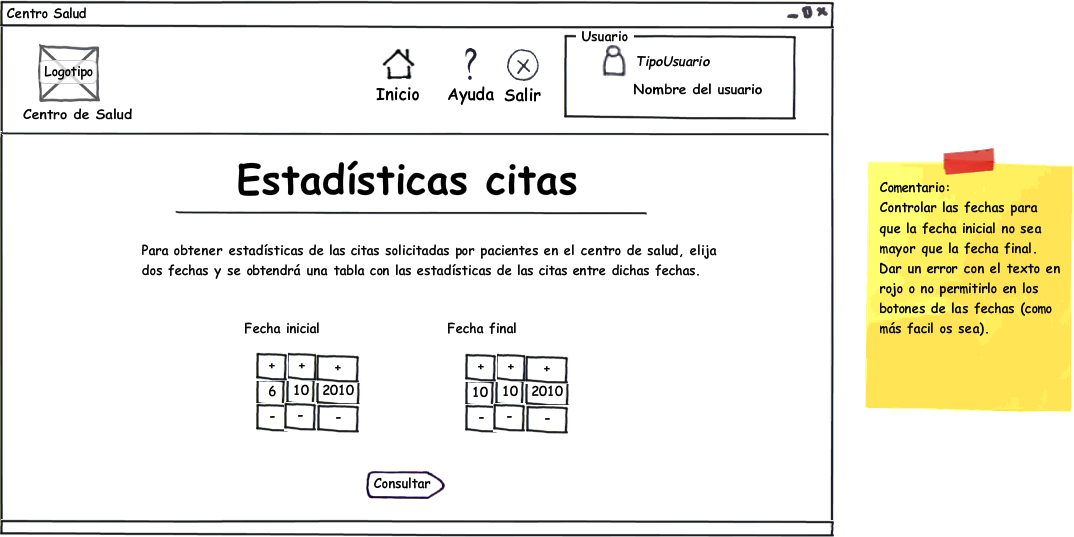 Centro Salud
Logotipo
Centro de Salud
Inicio
?
Ayuda
Salir
Usuario
TipoUsuario
Nombre del usuario
Estadísticas citas
Para obtener estadísticas de las citas solicitadas por pacientes en el centro de salud, elija
dos fechas y se obtendrá una tabla con las estadísticas de las citas entre dichas fechas.
Fecha inicial
+ + +
6 10 2010
- - -
Fecha final
+ + +
10 10 2010
- - -
Consultar
Comentario:
Controlar las fechas para
que la fecha inicial no sea
mayor que la fecha final.
Dar un error con el texto en
rojo o no permitirlo en los
botones de las fechas (como
más facil os sea).